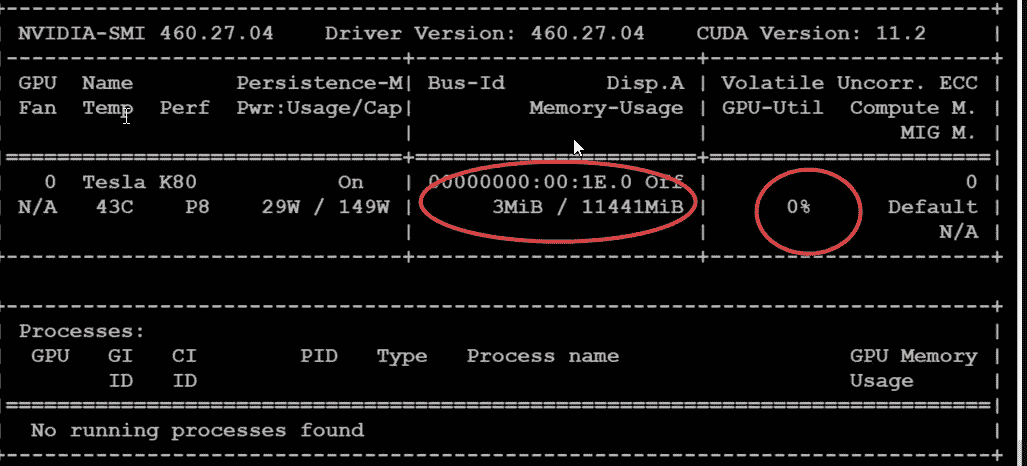 NVIDIA-SMI 460.27.04    Driver Version: 460.27.04    CUDA Version: 11.2
GPU  Name        Persistence-M| Bus-Id        Disp.A | Volatile Uncorr. ECC
Fan  Temp  Perf  Pwr:Usage/Cap|         Memory-Usage | GPU-Util  Compute M.
MIG M.
0  Tesla K80           On    | 00000000:00:1E.0 Off |                    0
N/A   43C    P8    29W / 149W |      3MiB / 11441MiB |      0%      Default
N/A
Processes:
GPU   GI   CI        PID   Type   Process name                  GPU Memory
ID   ID                                                   Usage
No running processes found